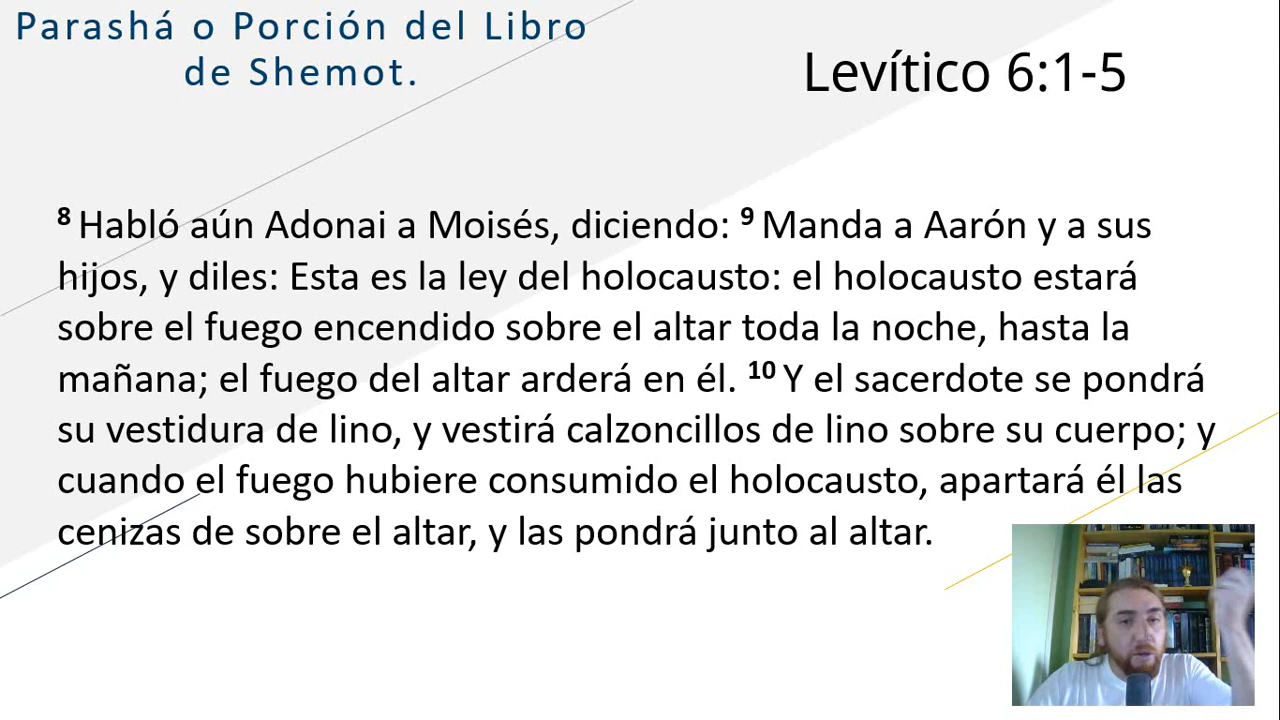 Parashá o Porción del Libro
de Shemot.
Levítico 6:1-5
8 Habló aún Adonai a Moisés, diciendo: 9 Manda a Aarón y a sus
hijos, y diles: Esta es la ley del holocausto: el holocausto estará
sobre el fuego encendido sobre el altar toda la noche, hasta la
mañana; el fuego del altar arderá en él. 10 Y el sacerdote se pondrá
su vestidura de lino, y vestirá calzoncillos de lino sobre su cuerpo; y
cuando el fuego hubiere consumido el holocausto, apartará él las
cenizas de sobre el altar, y las pondrá junto al altar.